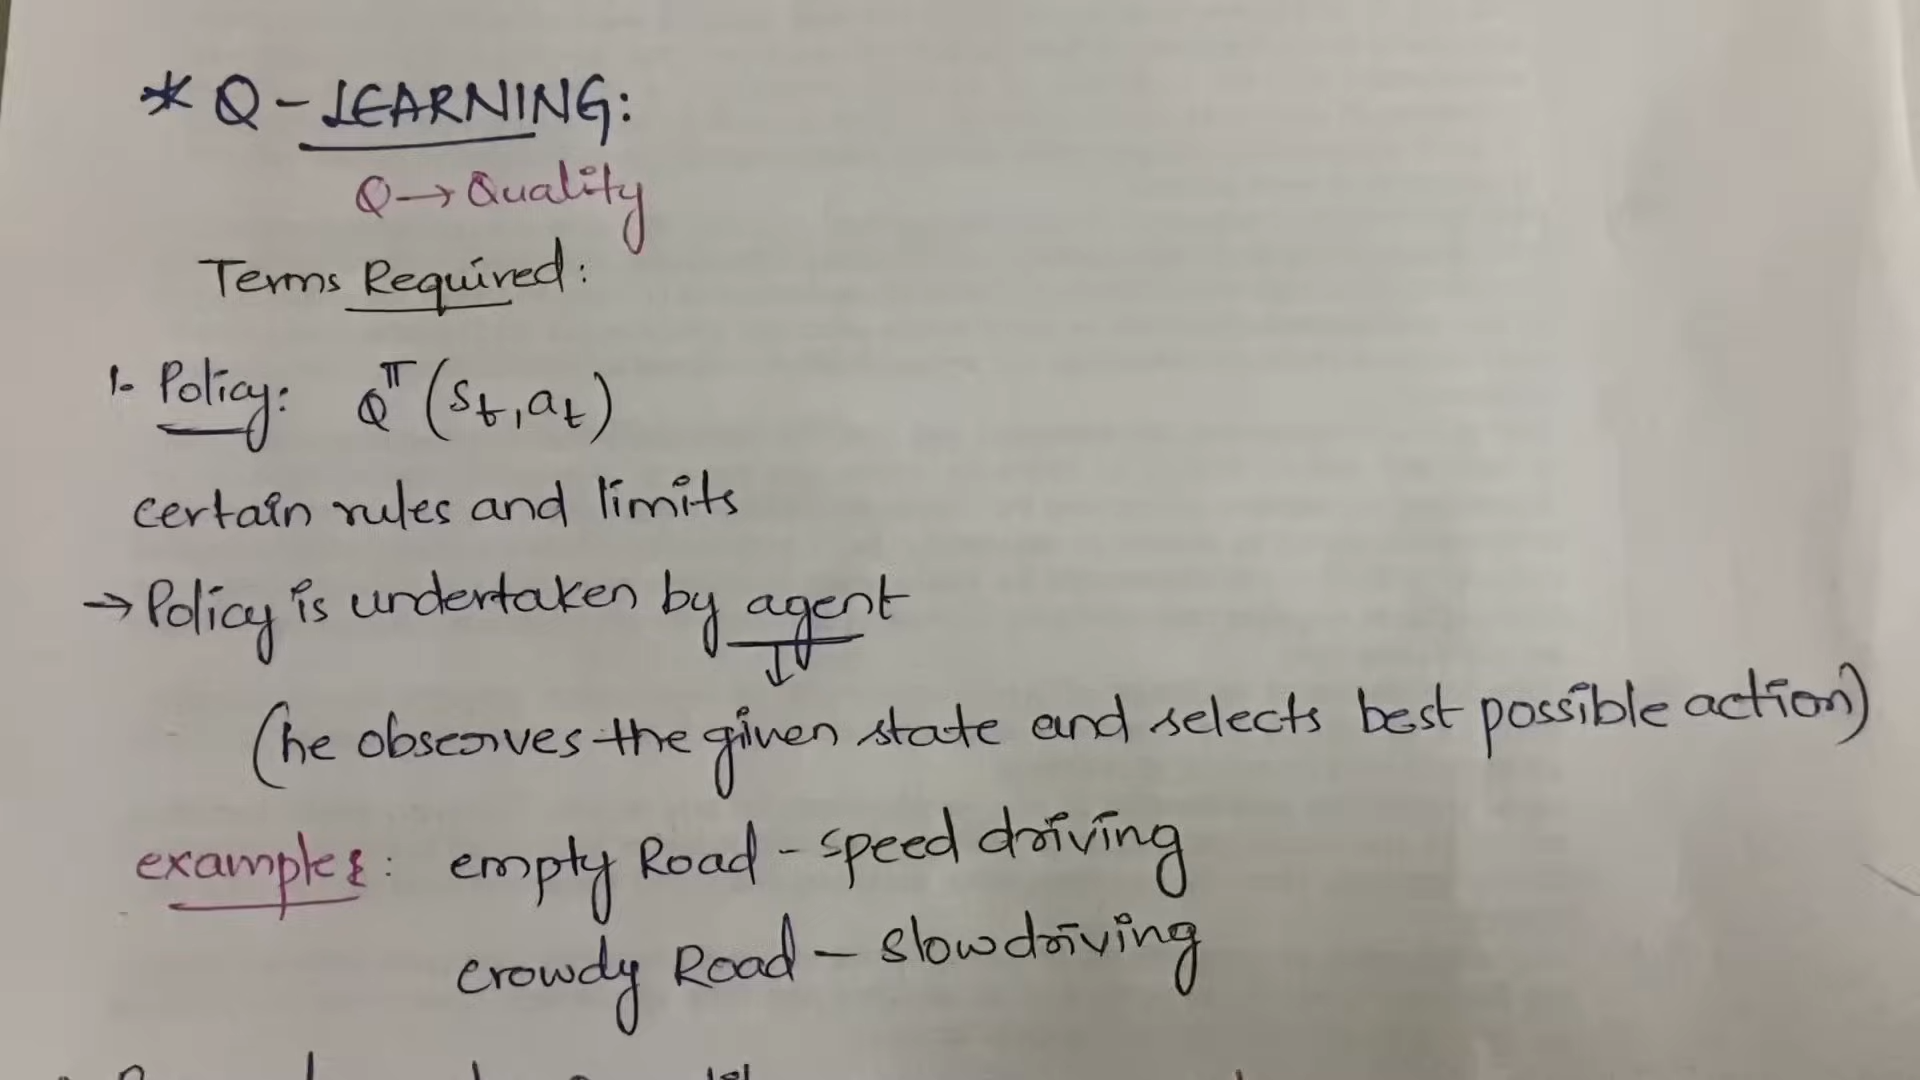 * Q-LEARNING:
Q→Quality
Terms Required:
1. Policy: Q^π (s_t, a_t)
certain rules and limits
→ Policy is undertaken by agent
↓
(he observes the given state and selects best possible action)
examples: empty Road - speed driving
crowdy Road - slow driving